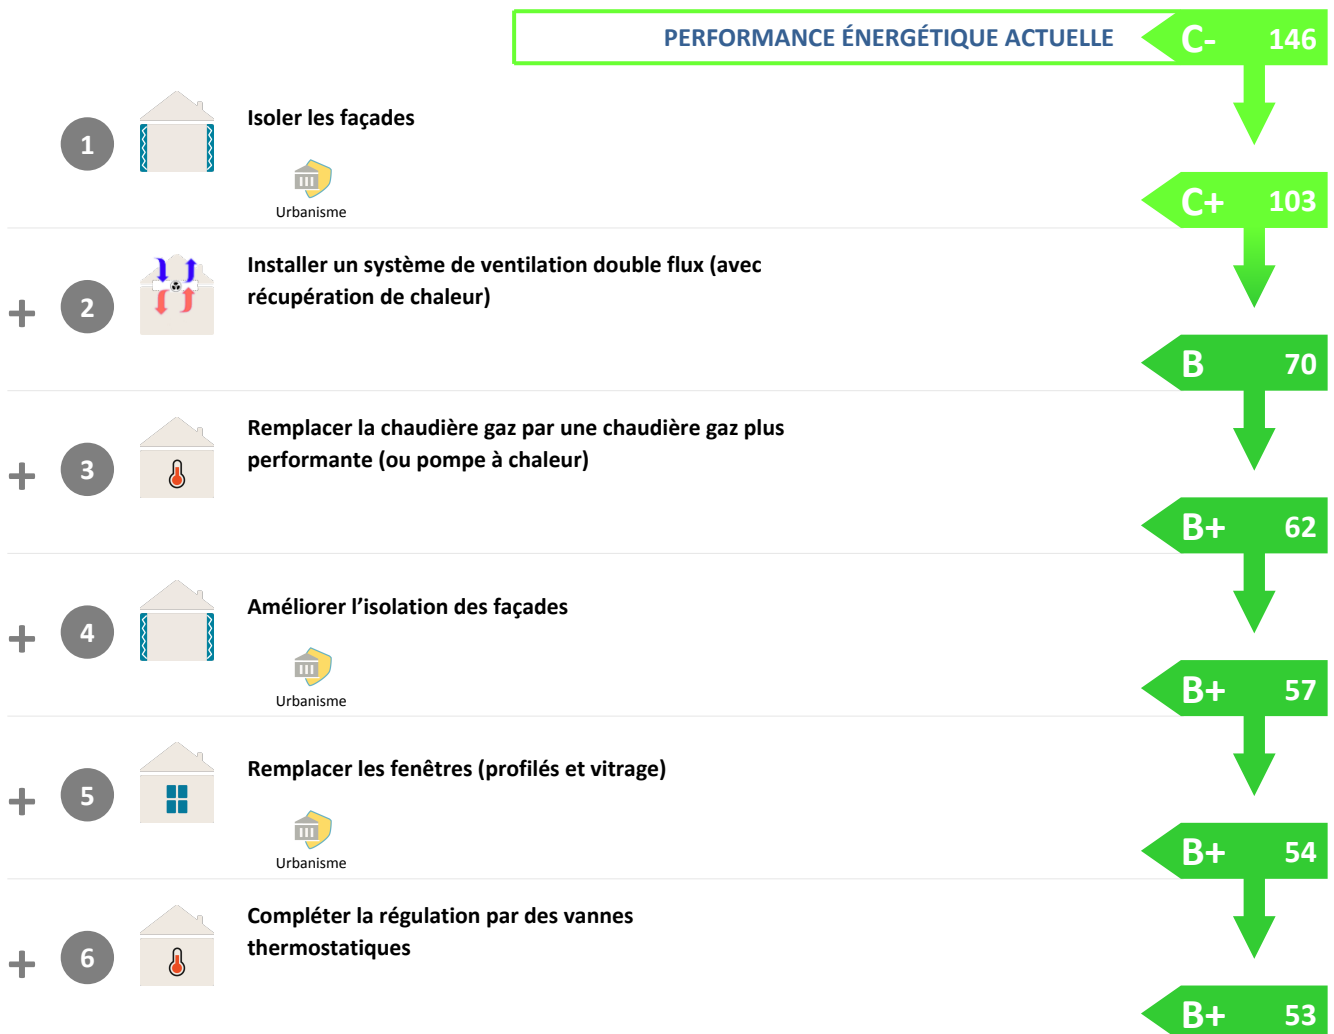 PERFORMANCE ÉNERGÉTIQUE ACTUELLE
C- 146
1
Isoler les façades
Urbanisme
C+ 103
+ 2
Installer un système de ventilation double flux (avec
récupération de chaleur)
B 70
+ 3
Remplacer la chaudière gaz par une chaudière gaz plus
performante (ou pompe à chaleur)
B+ 62
+ 4
Améliorer l’isolation des façades
Urbanisme
B+ 57
+ 5
Remplacer les fenêtres (profilés et vitrage)
Urbanisme
B+ 54
+ 6
Compléter la régulation par des vannes
thermostatiques
B+ 53